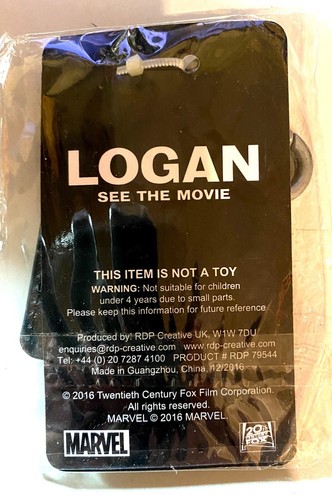 LOGAN
SEE THE MOVIE
THIS ITEM IS NOT A TOY
WARNING: Not suitable for children
under 4 years due to small parts.
Please keep this information for future reference
Produced by: RDP Creative UK, W1W 7DU
enquiries@rdp-creative.com www.rdp-creative.com
Tel: +44 (0) 20 7287 4100 PRODUCT # RDP 79544
Made in Guangzhou, China, 12/2016
© 2016 Twentieth Century Fox Film Corporation.
All rights reserved.
MARVEL © 2016 MARVEL.
MARVEL
20th
CENTURY
FOX